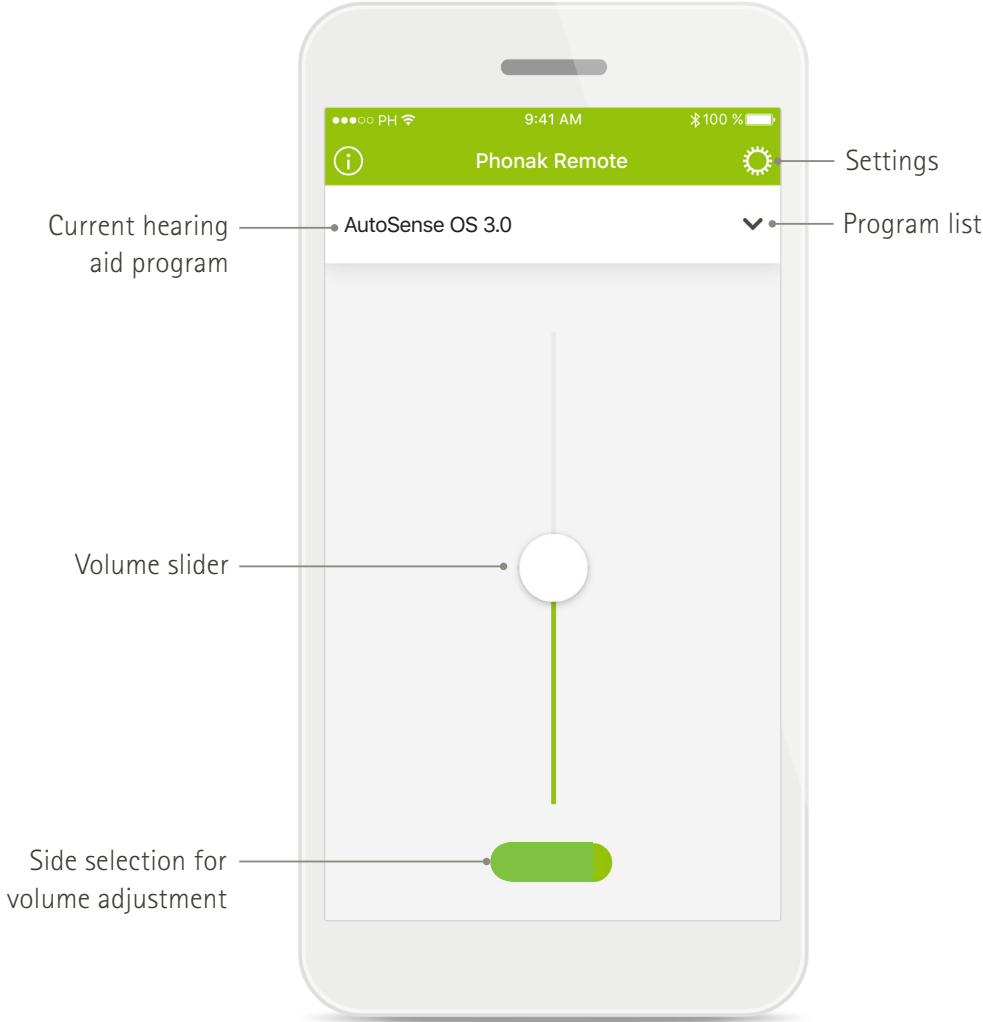 PH 9:41 AM 100 %
Phonak Remote
Settings
Current hearing
aid program
AutoSense OS 3.0
Program list
Volume slider
Side selection for
volume adjustment